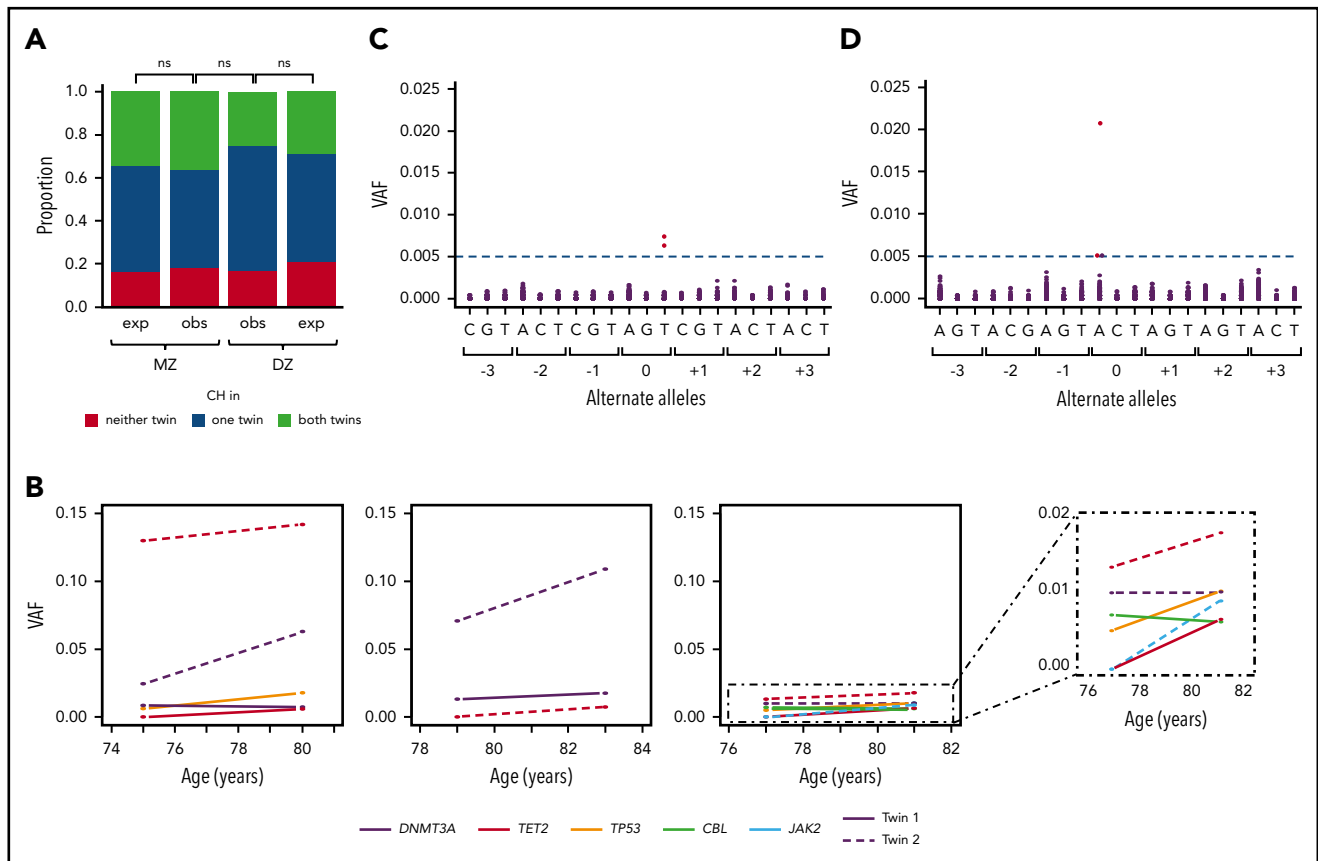 A
ns ns ns
1.0
0.8
0.6
0.4
0.2
0.0
Proportion
exp obs obs exp
MZ DZ
CH in
neither twin one twin both twins
C
0.025
0.020
0.015
0.010
0.005
0.000
VAF
C G T A C T C G T A G T C G T A C T A C T
-3 -2 -1 0 +1 +2 +3
Alternate alleles
D
0.025
0.020
0.015
0.010
0.005
0.000
VAF
A G T A C G A G T A C T A G T A G T A C T
-3 -2 -1 0 +1 +2 +3
Alternate alleles
B
0.15
0.10
0.05
0.00
VAF
74 76 78 80
Age (years)
0.15
0.10
0.05
0.00
78 80 82 84
Age (years)
0.15
0.10
0.05
0.00
76 78 80 82
Age (years)
0.02
0.01
0.00
76 78 80 82
Age (years)
DNMT3A TET2 TP53 CBL JAK2
Twin 1
Twin 2